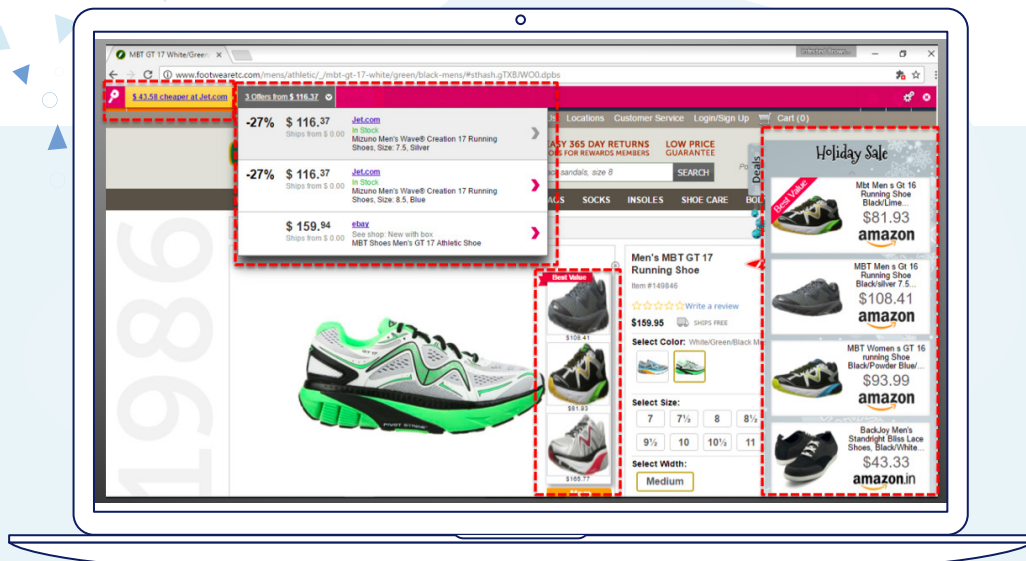 MBT GT 17 White/Green
www.footwearetc.com/mens/athletic/_/mbt-gt-17-white/green/black-mens/#sthash.gTXBJWO0.dpbs
$ 43.58 cheaper at Jet.com
3 Offers from $ 116.37
-27% $ 116.37 Jet.com
Ships from $ 0.00 In Stock
Mizuno Men's Wave® Creation 17 Running
Shoes, Size: 7.5, Silver
-27% $ 116.37 Jet.com
Ships from $ 0.00 In Stock
Mizuno Men's Wave® Creation 17 Running
Shoes, Size: 8.5, Blue
$ 159.94 ebay
Ships from $ 0.00 See shop: New with box
MBT Shoes Men's GT 17 Athletic Shoe
Us Locations Customer Service Login/Sign Up Cart (0)
ASY 365 DAY RETURNS LOW PRICE
S FOR REWARDS MEMBERS GUARANTEE
sandals, size 8 SEARCH
Deals
GS SOCKS INSOLES SHOE CARE BO
1986
PIVOT STRIKE
Best Value
$108.41
$81.93
$165.77
Men's MBT GT 17
Running Shoe
Item #149846
Write a review
$159.95 SHIPS FREE
Select Color: White/Green/Black M
Select Size:
7 7½ 8 8½
9½ 10 10½ 11
Select Width:
Medium
Holiday Sale
Best Value
Mbt Men s Gt 16
Running Shoe
Black/Lime...
$81.93
amazon
MBT Men s Gt 16
Running Shoe
Black/silver 7.5...
$108.41
amazon
MBT Women s GT 16
running Shoe
Black/Powder Blue/...
$93.99
amazon
BackJoy Men's
Standright Bliss Lace
Shoes, Black/White...
$43.33
amazon.in